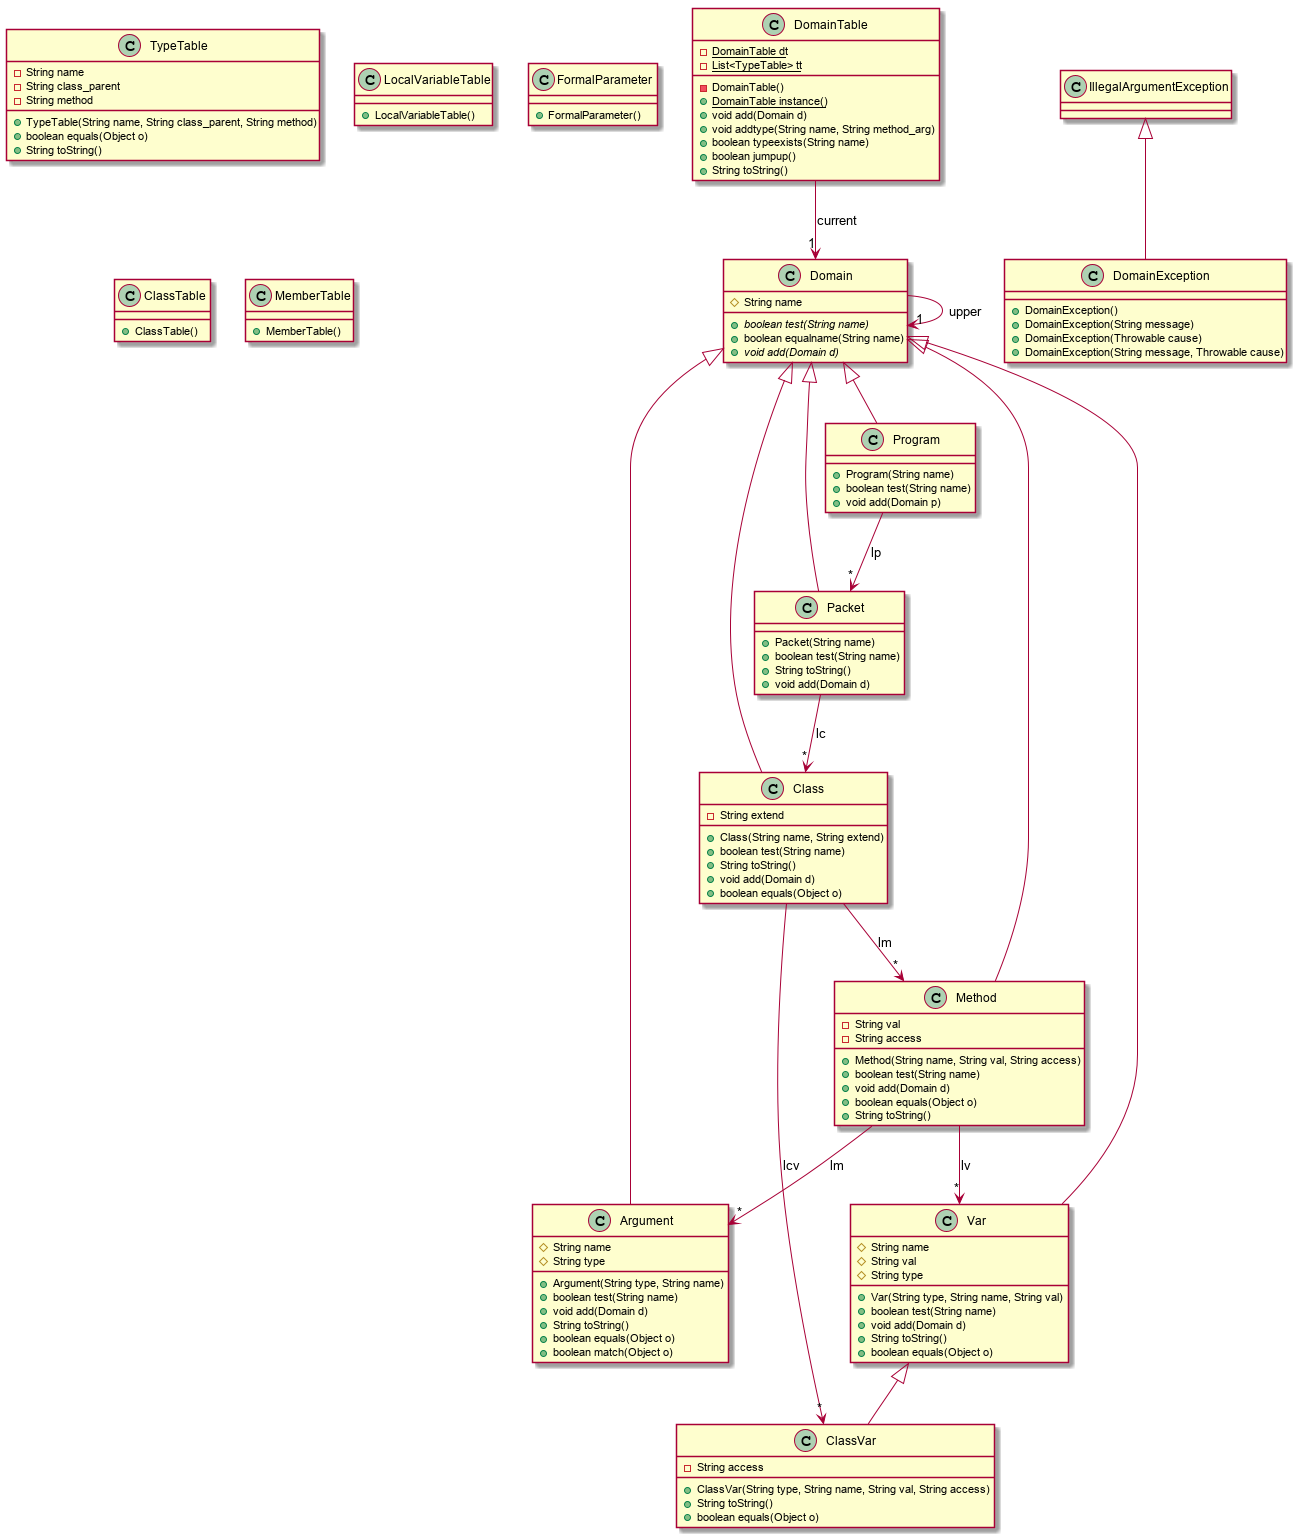 C TypeTable
String name
String class_parent
String method
TypeTable(String name, String class_parent, String method)
boolean equals(Object o)
String toString()
C LocalVariableTable
LocalVariableTable()
C FormalParameter
FormalParameter()
C DomainTable
DomainTable dt
List<TypeTable> tt
DomainTable()
DomainTable instance()
void add(Domain d)
void addtype(String name, String method_arg)
boolean typeexists(String name)
boolean jumpup()
String toString()
C IllegalArgumentException
current
1
C ClassTable
ClassTable()
C MemberTable
MemberTable()
C Domain
String name
boolean test(String name)
boolean equalname(String name)
void add(Domain d)
1
upper
C DomainException
DomainException()
DomainException(String message)
DomainException(Throwable cause)
DomainException(String message, Throwable cause)
C Program
Program(String name)
boolean test(String name)
void add(Domain p)
lp
*
C Packet
Packet(String name)
boolean test(String name)
String toString()
void add(Domain d)
lc
*
C Class
String extend
Class(String name, String extend)
boolean test(String name)
String toString()
void add(Domain d)
boolean equals(Object o)
lm
*
C Method
String val
String access
Method(String name, String val, String access)
boolean test(String name)
void add(Domain d)
boolean equals(Object o)
String toString()
lcv
lm
lv
*
*
C Argument
String name
String type
Argument(String type, String name)
boolean test(String name)
void add(Domain d)
String toString()
boolean equals(Object o)
boolean match(Object o)
C Var
String name
String val
String type
Var(String type, String name, String val)
boolean test(String name)
void add(Domain d)
String toString()
boolean equals(Object o)
*
C ClassVar
String access
ClassVar(String type, String name, String val, String access)
String toString()
boolean equals(Object o)